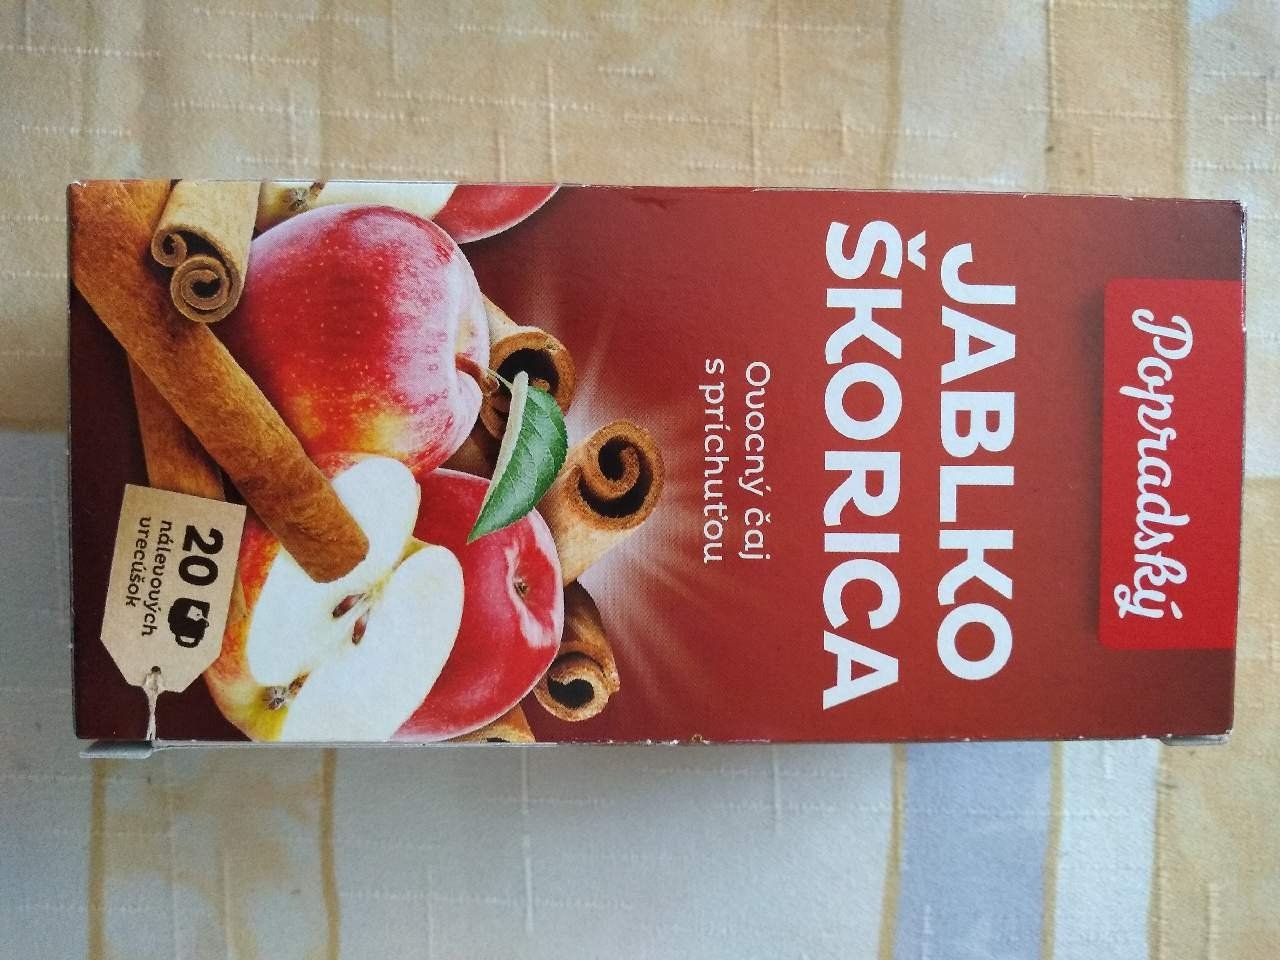 Popradský
JABLKO
ŠKORICA
Ovocný čaj
s príchuťou
20
nálevových
vrecúšok